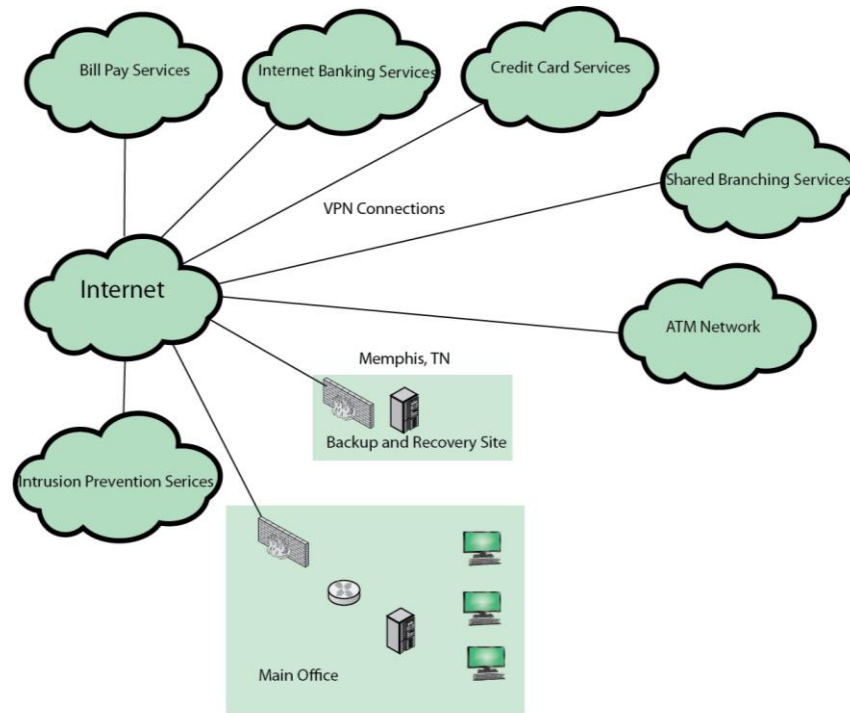 Bill Pay Services
Internet Banking Services
Credit Card Services
Shared Branching Services
VPN Connections
Internet
ATM Network
Memphis, TN
Backup and Recovery Site
Intrusion Prevention Serices
Main Office